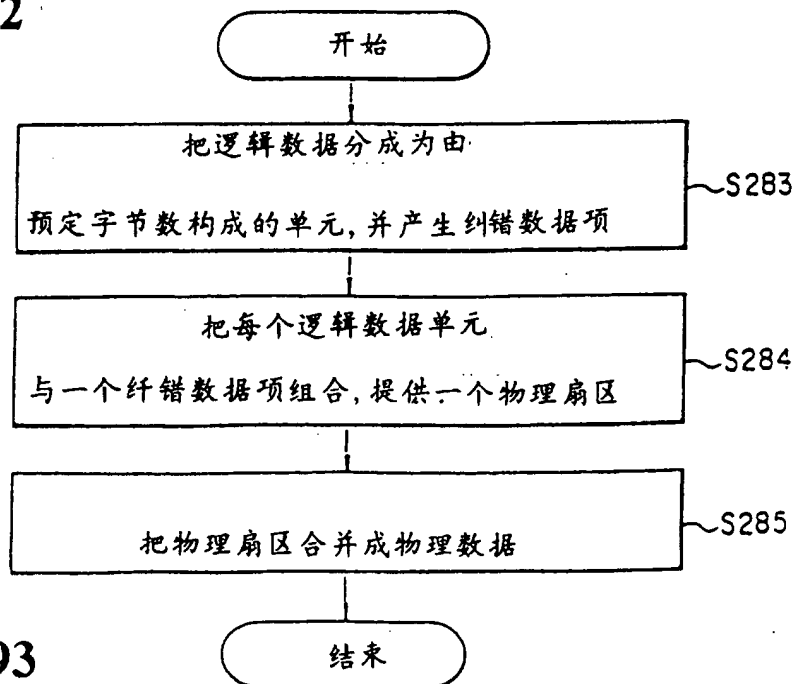 2
开始
把逻辑数据分成为由
预定字节数构成的单元,并产生纠错数据项
S283
把每个逻辑数据单元
与一个纤错数据项组合,提供一个物理扇区
S284
把物理扇区合并成物理数据
S285
结束
93